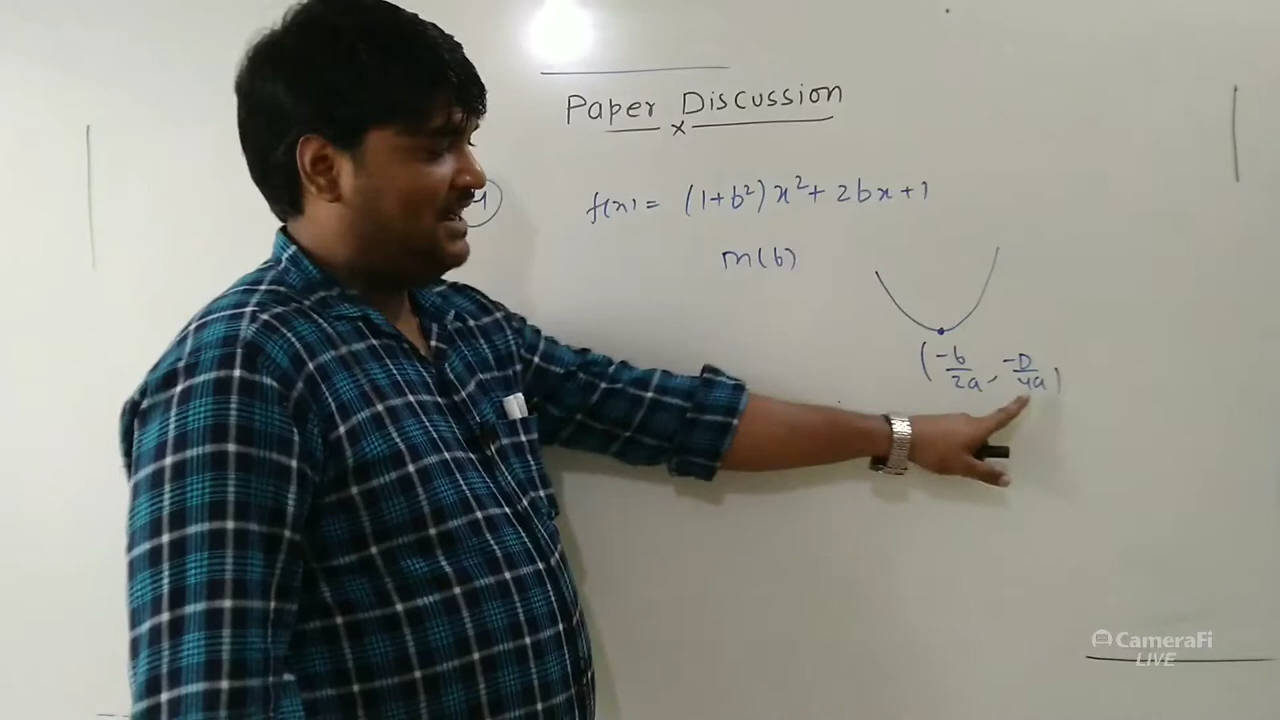 Paper Discussion
x
f(x) = (1+b²)x² + 2bx + 1
m(b)
(-b/2a, -D/4a)
CameraFi
LIVE